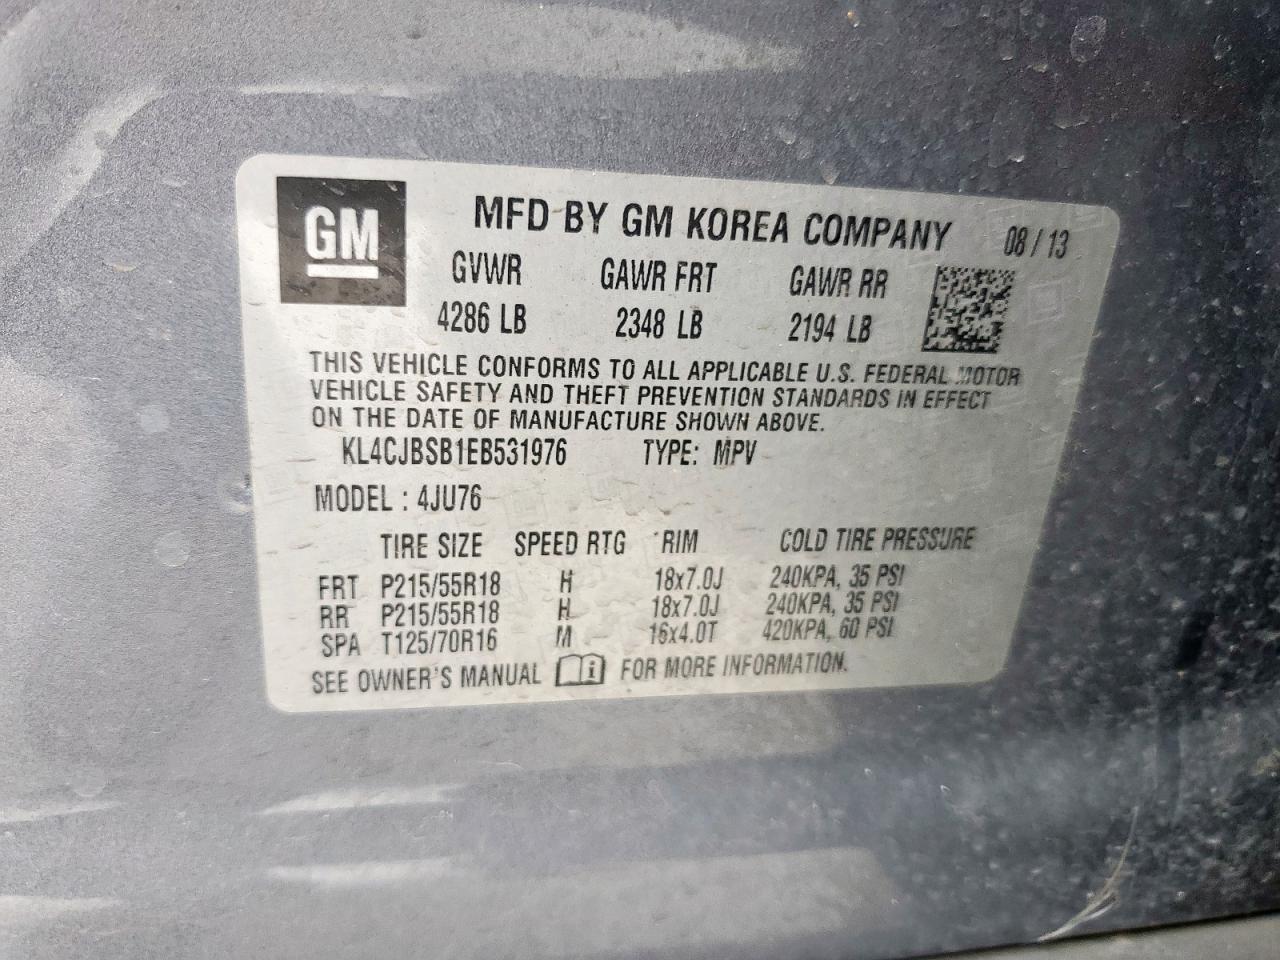 GM
MFD BY GM KOREA COMPANY 08/13
GVWR GAWR FRT GAWR RR
4286 LB 2348 LB 2194 LB
THIS VEHICLE CONFORMS TO ALL APPLICABLE U.S. FEDERAL MOTOR
VEHICLE SAFETY AND THEFT PREVENTION STANDARDS IN EFFECT
ON THE DATE OF MANUFACTURE SHOWN ABOVE.
KL4CJBSB1EB531976 TYPE: MPV
MODEL : 4JU76
TIRE SIZE SPEED RTG RIM COLD TIRE PRESSURE
FRT P215/55R18 H 18x7.0J 240KPA, 35 PSI
RR P215/55R18 H 18x7.0J 240KPA, 35 PSI
SPA T125/70R16 M 16x4.0T 420KPA, 60 PSI
SEE OWNER'S MANUAL i FOR MORE INFORMATION.